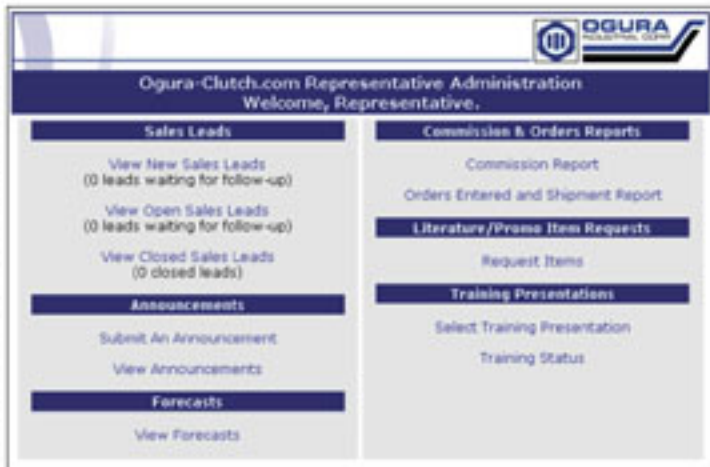 OGURA
INDUSTRIAL CORP
Ogura-Clutch.com Representative Administration
Welcome, Representative.
Sales Leads
View New Sales Leads
(0 leads waiting for follow-up)
View Open Sales Leads
(0 leads waiting for follow-up)
View Closed Sales Leads
(0 closed leads)
Announcements
Submit An Announcement
View Announcements
Forecasts
View Forecasts
Commission & Orders Reports
Commission Report
Orders Entered and Shipment Report
Literature/Promo Item Requests
Request Items
Training Presentations
Select Training Presentation
Training Status